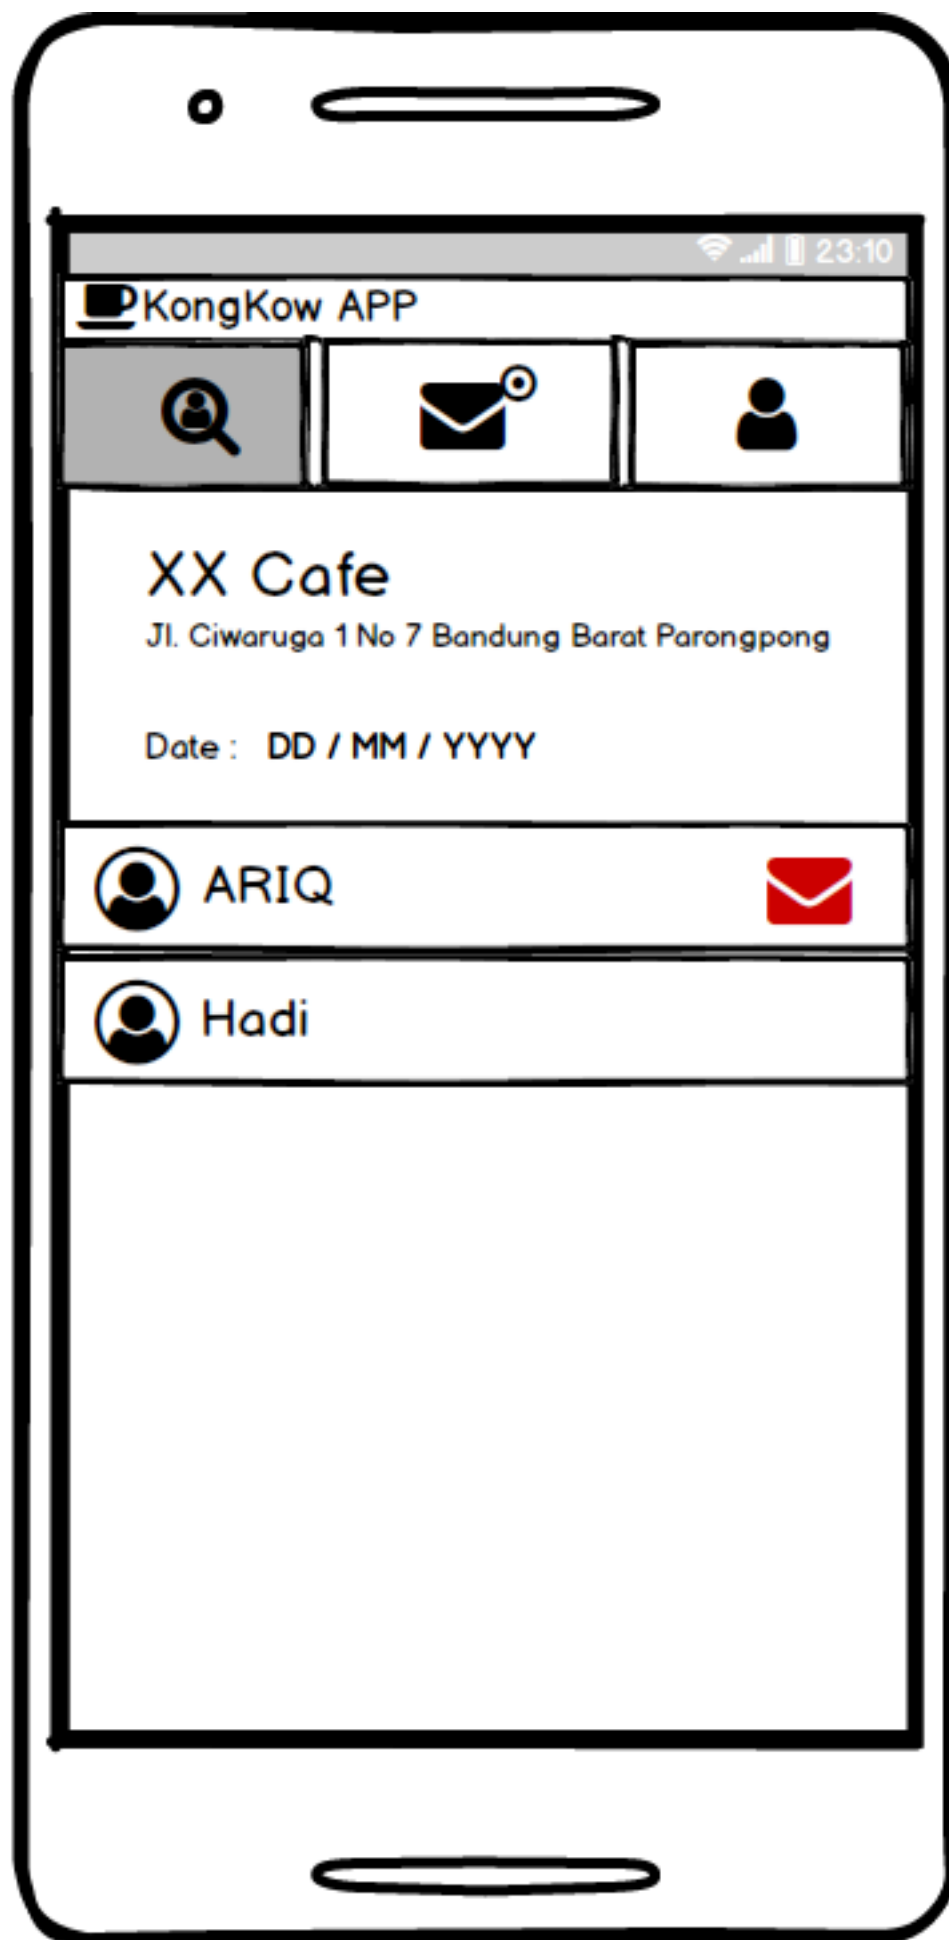 23:10
KongKow APP
XX Cafe
Jl. Ciwaruga 1 No 7 Bandung Barat Parongpong
Date : DD / MM / YYYY
ARIQ
Hadi